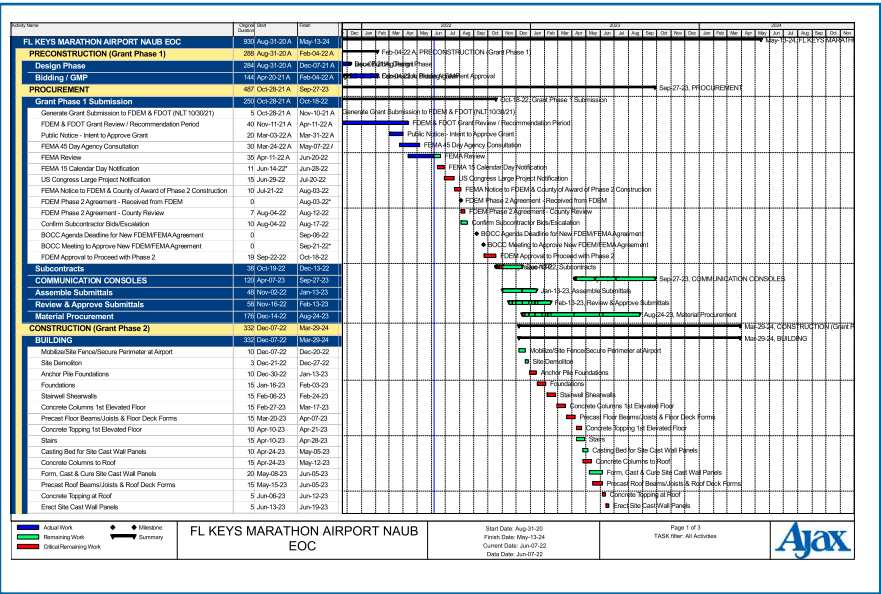 Activity Name Original Duration Start Finish 2022 2023 2024
Dec Jan Feb Mar Apr May Jun Jul Aug Sep Oct Nov Dec Jan Feb Mar Apr May Jun Jul Aug Sep Oct Nov Dec Jan Feb Mar Apr May Jun Jul Aug Sep Oct Nov
FL KEYS MARATHON AIRPORT NAUB EOC 930 Aug-31-20 A May-13-24 May-13-24, FL KEYS MARATH
PRECONSTRUCTION (Grant Phase 1) 288 Aug-31-20 A Feb-04-22 A Feb-04-22 A, PRECONSTRUCTION (Grant Phase 1)
Design Phase 284 Aug-31-20 A Dec-07-21 A
Bidding / GMP 144 Apr-20-21 A Feb-04-22 A
PROCUREMENT 487 Oct-28-21 A Sep-27-23 Sep-27-23, PROCUREMENT
Grant Phase 1 Submission 250 Oct-28-21 A Oct-18-22 Oct-18-22, Grant Phase 1 Submission
Generate Grant Submission to FDEM & FDOT (NLT 10/30/21) 5 Oct-28-21 A Nov-10-21 A Generate Grant Submission to FDEM & FDOT (NLT 10/30/21)
FDEM & FDOT Grant Review / Recommendation Period 40 Nov-11-21 A Apr-11-22 A FDEM & FDOT Grant Review / Recommendation Period
Public Notice - Intent to Approve Grant 20 Mar-03-22 A Mar-31-22 A Public Notice - Intent to Approve Grant
FEMA 45 Day Agency Consultation 30 Mar-24-22 A May-07-22 / FEMA 45 Day Agency Consultation
FEMA Review 35 Apr-11-22 A Jun-20-22 FEMA Review
FEMA 15 Calendar Day Notification 11 Jun-14-22* Jun-28-22 FEMA 15 Calendar Day Notification
US Congress Large Project Notification 15 Jun-29-22 Jul-20-22 US Congress Large Project Notification
FEMA Notice to FDEM & County of Award of Phase 2 Construction 10 Jul-21-22 Aug-03-22 FEMA Notice to FDEM & County of Award of Phase 2 Construction
FDEM Phase 2 Agreement - Received from FDEM 0 Aug-03-22* FDEM Phase 2 Agreement - Received from FDEM
FDEM Phase 2 Agreement - County Review 7 Aug-04-22 Aug-12-22 FDEM Phase 2 Agreement - County Review
Confirm Subcontractor Bids/Escalation 10 Aug-04-22 Aug-17-22 Confirm Subcontractor Bids/Escalation
BOCC Agenda Deadline for New FDEM/FEMA Agreement 0 Sep-06-22 BOCC Agenda Deadline for New FDEM/FEMA Agreement
BOCC Meeting to Approve New FDEM/FEMA Agreement 0 Sep-21-22* BOCC Meeting to Approve New FDEM/FEMA Agreement
FDEM Approval to Proceed with Phase 2 19 Sep-22-22 Oct-18-22 FDEM Approval to Proceed with Phase 2
Subcontracts 38 Oct-19-22 Dec-13-22 Subcontracts
COMMUNICATION CONSOLES 120 Apr-07-23 Sep-27-23 Sep-27-23, COMMUNICATION CONSOLES
Assemble Submittals 48 Nov-02-22 Jan-13-23 Jan-13-23, Assemble Submittals
Review & Approve Submittals 58 Nov-16-22 Feb-13-23 Feb-13-23, Review & Approve Submittals
Material Procurement 176 Dec-14-22 Aug-24-23 Aug-24-23, Material Procurement
CONSTRUCTION (Grant Phase 2) 332 Dec-07-22 Mar-29-24 Mar-29-24, CONSTRUCTION (Grant P
BUILDING 332 Dec-07-22 Mar-29-24 Mar-29-24, BUILDING
Mobilize/Site Fence/Secure Perimeter at Airport 10 Dec-07-22 Dec-20-22 Mobilize/Site Fence/Secure Perimeter at Airport
Site Demoliton 3 Dec-21-22 Dec-27-22 Site Demoliton
Anchor Pile Foundations 10 Dec-30-22 Jan-13-23 Anchor Pile Foundations
Foundations 15 Jan-16-23 Feb-03-23 Foundations
Stairwell Shearwalls 15 Feb-06-23 Feb-24-23 Stairwell Shearwalls
Concrete Columns 1st Elevated Floor 15 Feb-27-23 Mar-17-23 Concrete Columns 1st Elevated Floor
Precast Floor Beams/Joists & Floor Deck Forms 15 Mar-20-23 Apr-07-23 Precast Floor Beams/Joists & Floor Deck Forms
Concrete Topping 1st Elevated Floor 10 Apr-10-23 Apr-21-23 Concrete Topping 1st Elevated Floor
Stairs 15 Apr-10-23 Apr-28-23 Stairs
Casting Bed for Site Cast Wall Panels 10 Apr-24-23 May-05-23 Casting Bed for Site Cast Wall Panels
Concrete Columns to Roof 15 Apr-24-23 May-12-23 Concrete Columns to Roof
Form, Cast & Cure Site Cast Wall Panels 20 May-08-23 Jun-05-23 Form, Cast & Cure Site Cast Wall Panels
Precast Roof Beams/Joists & Roof Deck Forms 15 May-15-23 Jun-05-23 Precast Roof Beams/Joists & Roof Deck Forms
Concrete Topping at Roof 5 Jun-06-23 Jun-12-23 Concrete Topping at Roof
Erect Site Cast Wall Panels 5 Jun-13-23 Jun-19-23 Erect Site Cast Wall Panels
Actual Work Milestone
Remaining Work Summary
Critical Remaining Work
FL KEYS MARATHON AIRPORT NAUB
EOC
Start Date: Aug-31-20
Finish Date: May-13-24
Current Date: Jun-07-22
Data Date: Jun-07-22
Page 1 of 3
TASK filter: All Activities
Ajax